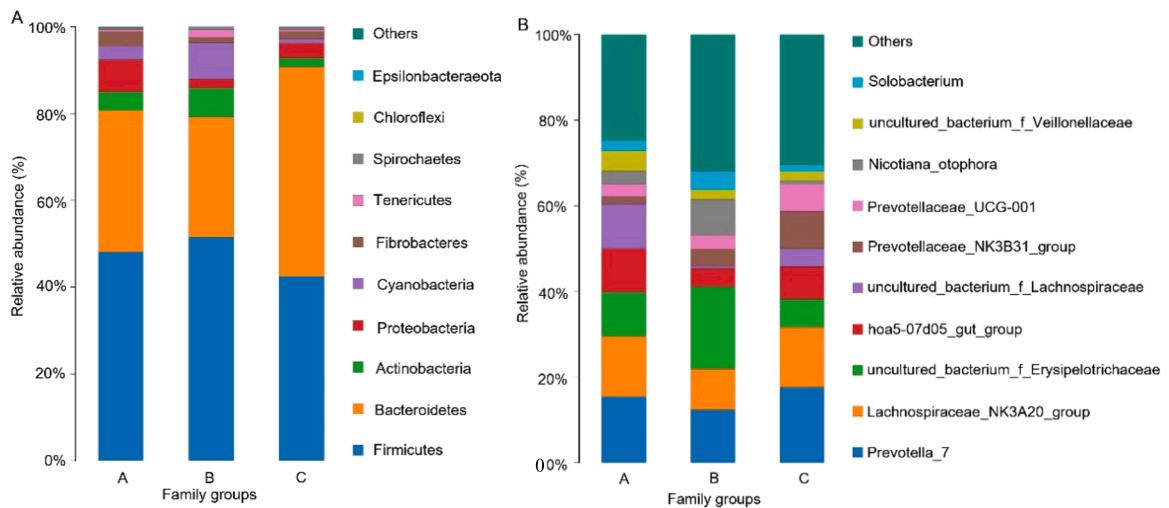 A
100%
80%
60%
40%
20%
0%
Relative abundance (%)
A
B
C
Family groups
Others
Epsilonbacteraeota
Chloroflexi
Spirochaetes
Tenericutes
Fibrobacteres
Cyanobacteria
Proteobacteria
Actinobacteria
Bacteroidetes
Firmicutes
B
100%
80%
60%
40%
20%
00%
Relative abundance (%)
A
B
C
Family groups
Others
Solobacterium
uncultured_bacterium_f_Veillonellaceae
Nicotiana_otophora
Prevotellaceae_UCG-001
Prevotellaceae_NK3B31_group
uncultured_bacterium_f_Lachnospiraceae
hoa5-07d05_gut_group
uncultured_bacterium_f_Erysipelotrichaceae
Lachnospiraceae_NK3A20_group
Prevotella_7